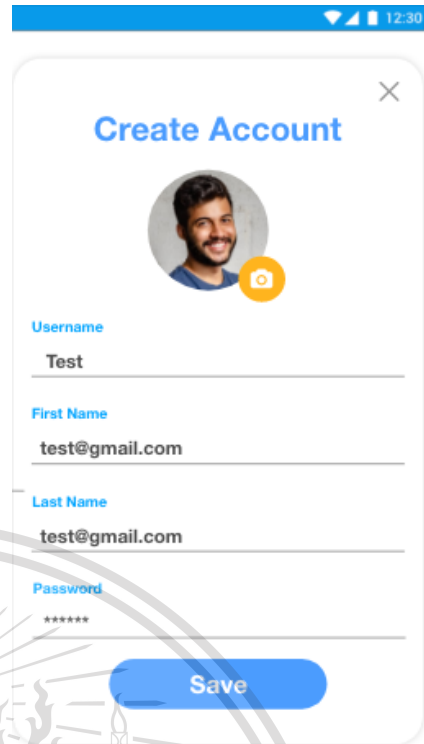 12:30
Create Account
Username
Test
First Name
test@gmail.com
Last Name
test@gmail.com
Password
******
Save